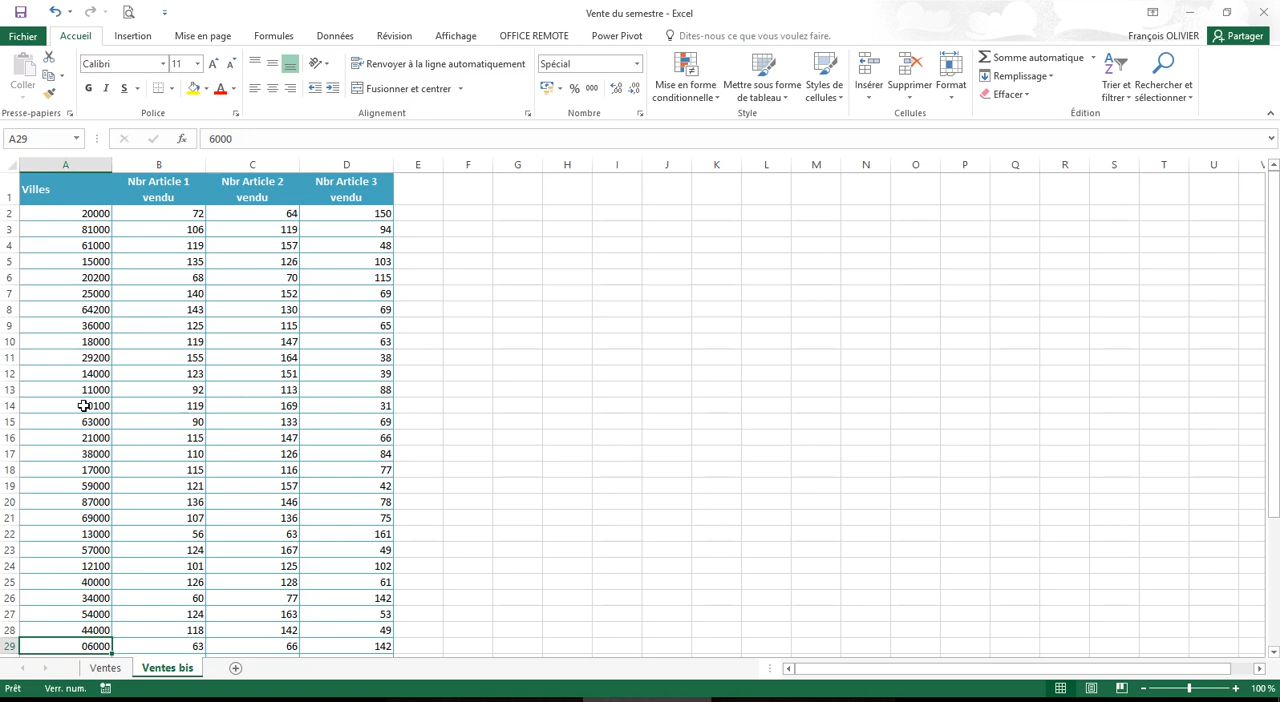 Vente du semestre - Excel
Fichier Accueil Insertion Mise en page Formules Données Révision Affichage OFFICE REMOTE Power Pivot Dites-nous ce que vous voulez faire. François OLIVIER Partager
Coller
Presse-papiers
Calibri 11
G I S
Police
Renvoyer à la ligne automatiquement
Fusionner et centrer
Alignement
Spécial
% 000
Nombre
Mise en forme conditionnelle
Mettre sous forme de tableau
Styles de cellules
Style
Insérer Supprimer Format
Cellules
Somme automatique
Remplissage
Effacer
Trier et filtrer
Rechercher et sélectionner
Édition
A29 fx 6000
A B C D E F G H I J K L M N O P Q R S T U
1 Villes Nbr Article 1 vendu Nbr Article 2 vendu Nbr Article 3 vendu
2 20000 72 64 150
3 81000 106 119 94
4 61000 119 157 48
5 15000 135 126 103
6 20200 68 70 115
7 25000 140 152 69
8 64200 143 130 69
9 36000 125 115 65
10 18000 119 147 63
11 29200 155 164 38
12 14000 123 151 39
13 11000 92 113 88
14 119 169 31
15 63000 90 133 69
16 21000 115 147 66
17 38000 110 126 84
18 17000 115 116 77
19 59000 121 157 42
20 87000 136 146 78
21 69000 107 136 75
22 13000 56 63 161
23 57000 124 167 49
24 12100 101 125 102
25 40000 126 128 61
26 34000 60 77 142
27 54000 124 163 53
28 44000 118 142 49
29 06000 63 66 142
Ventes Ventes bis
Prêt Verr. num. 100 %